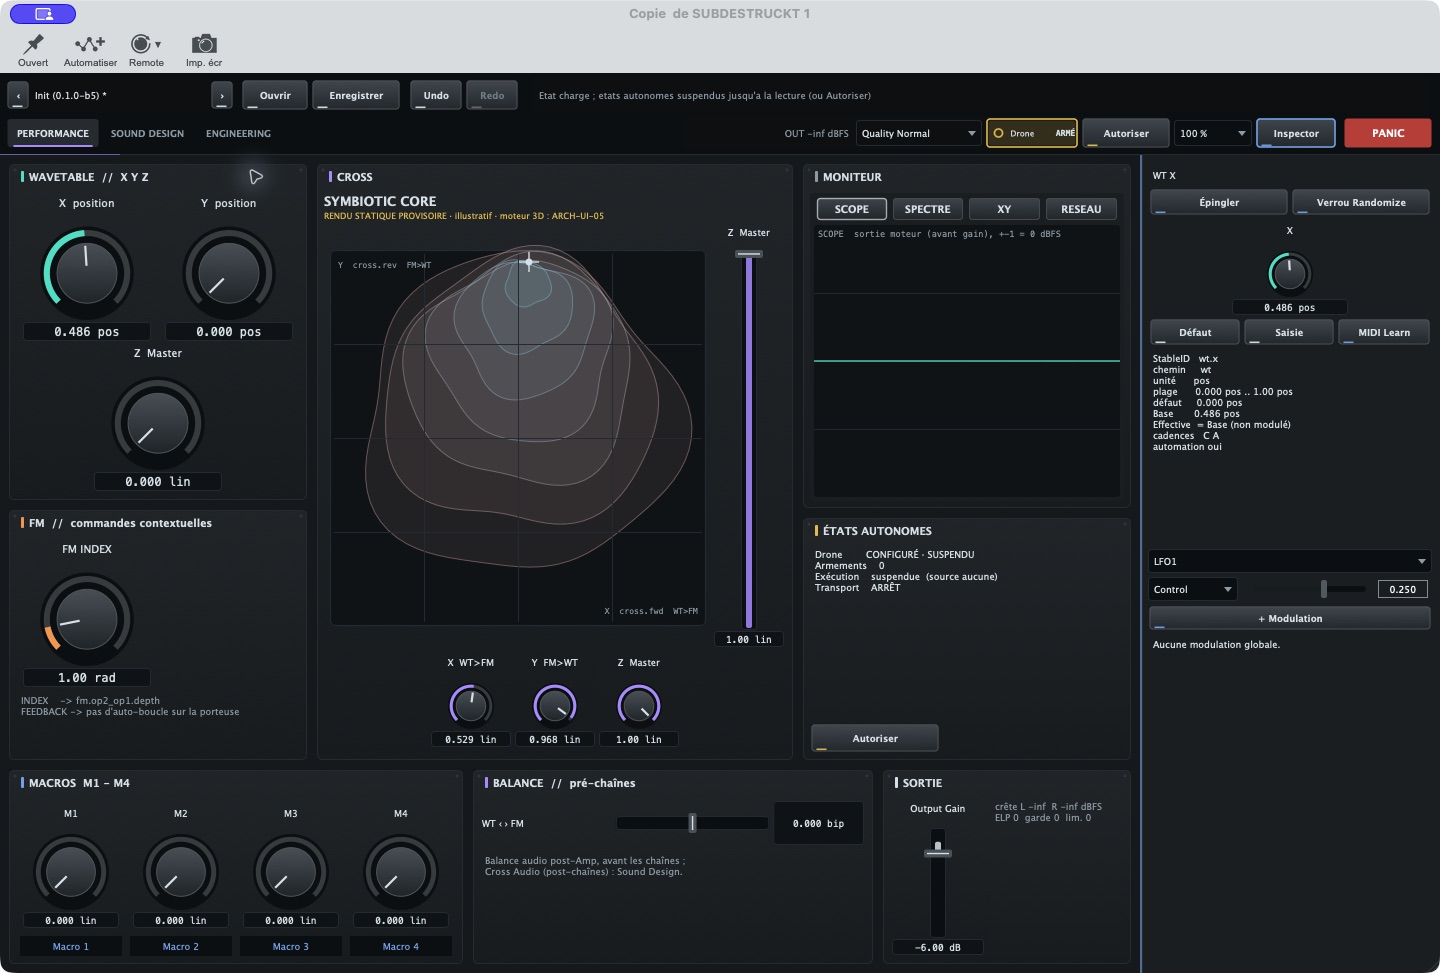 Copie  de SUBDESTRUCKT 1
Ouvert
Automatiser
Remote
Imp. écr
Init (0.1.0-b5) *
Ouvrir
Enregistrer
Undo
Redo
Etat charge ; etats autonomes suspendus jusqu'a la lecture (ou Autoriser)
PERFORMANCE
SOUND DESIGN
ENGINEERING
OUT -inf dBFS
Quality Normal
Drone
ARMÉ
Autoriser
100 %
Inspector
PANIC
WAVETABLE // X Y Z
X position
Y position
0.486 pos
0.000 pos
Z Master
0.000 lin
FM // commandes contextuelles
FM INDEX
1.00 rad
INDEX -> fm.op2_op1.depth
FEEDBACK -> pas d'auto-boucle sur la porteuse
CROSS
SYMBIOTIC CORE
RENDU STATIQUE PROVISOIRE · illustratif · moteur 3D : ARCH-UI-05
Z Master
Y cross.rev FM>WT
X cross.fwd WT>FM
1.00 lin
X WT>FM
Y FM>WT
Z Master
0.529 lin
0.968 lin
1.00 lin
MONITEUR
SCOPE
SPECTRE
XY
RESEAU
SCOPE sortie moteur (avant gain), +-1 = 0 dBFS
ÉTATS AUTONOMES
Drone CONFIGURÉ · SUSPENDU
Armements 0
Exécution suspendue (source aucune)
Transport ARRÊT
Autoriser
WT X
Épingler
Verrou Randomize
X
0.486 pos
Défaut
Saisie
MIDI Learn
StableID wt.x
chemin wt
unité pos
plage 0.000 pos .. 1.00 pos
défaut 0.000 pos
Base 0.486 pos
Effective = Base (non modulé)
cadences C A
automation oui
LFO1
Control
0.250
+ Modulation
Aucune modulation globale.
MACROS M1 – M4
M1
M2
M3
M4
0.000 lin
0.000 lin
0.000 lin
0.000 lin
Macro 1
Macro 2
Macro 3
Macro 4
BALANCE // pré-chaînes
WT ‹› FM
0.000 bip
Balance audio post-Amp, avant les chaînes ;
Cross Audio (post-chaînes) : Sound Design.
SORTIE
Output Gain
crête L -inf R -inf dBFS
ELP 0 garde 0 lim. 0
-6.00 dB